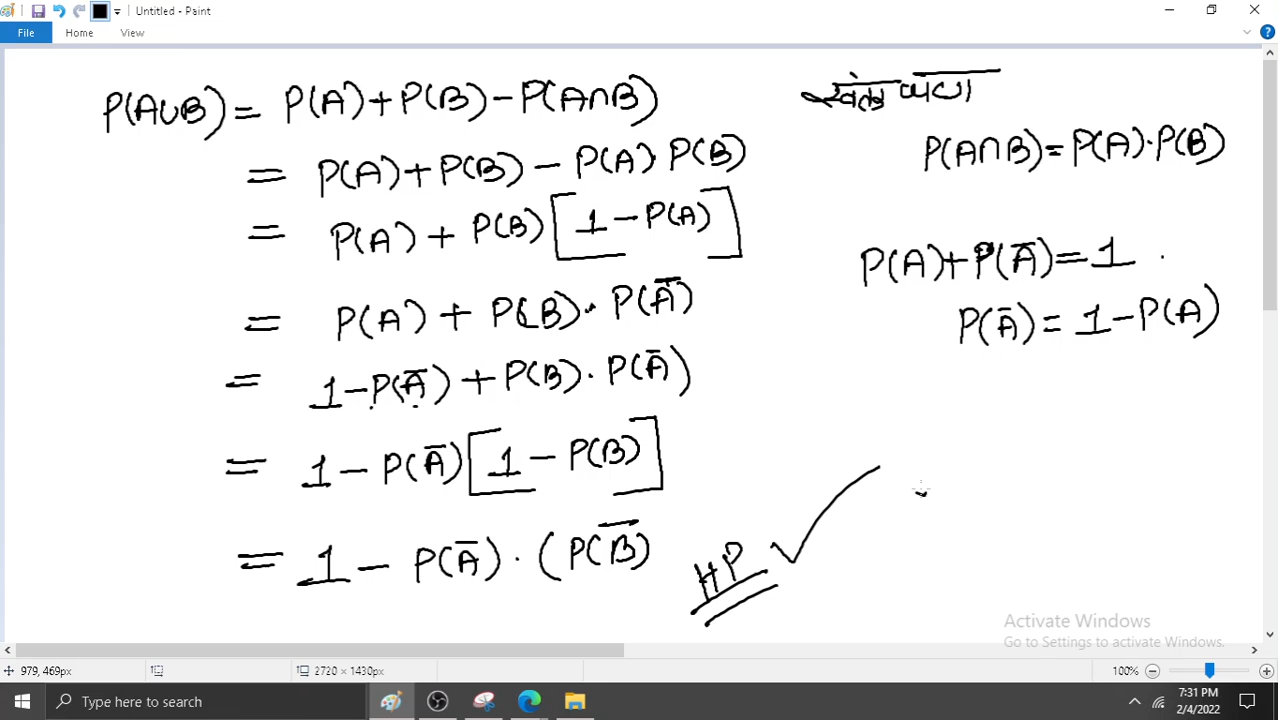 Untitled - Paint
File Home View
P(A∪B) = P(A) + P(B) - P(A∩B)
= P(A) + P(B) - P(A) · P(B)
= P(A) + P(B) [1 - P(A)]
= P(A) + P(B) · P(Ā)
= 1 - P(Ā) + P(B) · P(Ā)
= 1 - P(Ā) [1 - P(B)]
= 1 - P(Ā) · (P(B̅)
HP
P(A∩B) = P(A) · P(B)
P(A) + P(Ā) = 1
P(Ā) = 1 - P(A)
Activate Windows
Go to Settings to activate Windows.
979, 469px 2720 × 1430px 100%
Type here to search
7:31 PM
2/4/2022